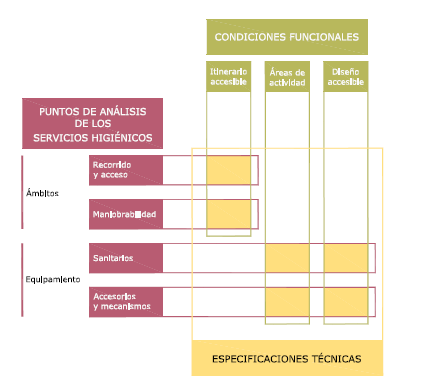 CONDICIONES FUNCIONALES
Itinerario
accesible
Áreas de
actividad
Diseño
accesible
PUNTOS DE ANÁLISIS
DE LOS
SERVICIOS HIGIÉNICOS
Recorrido
y acceso
Ámbitos
Maniobrabilidad
Sanitarios
Equipamiento
Accesorios
y mecanismos
ESPECIFICACIONES TÉCNICAS